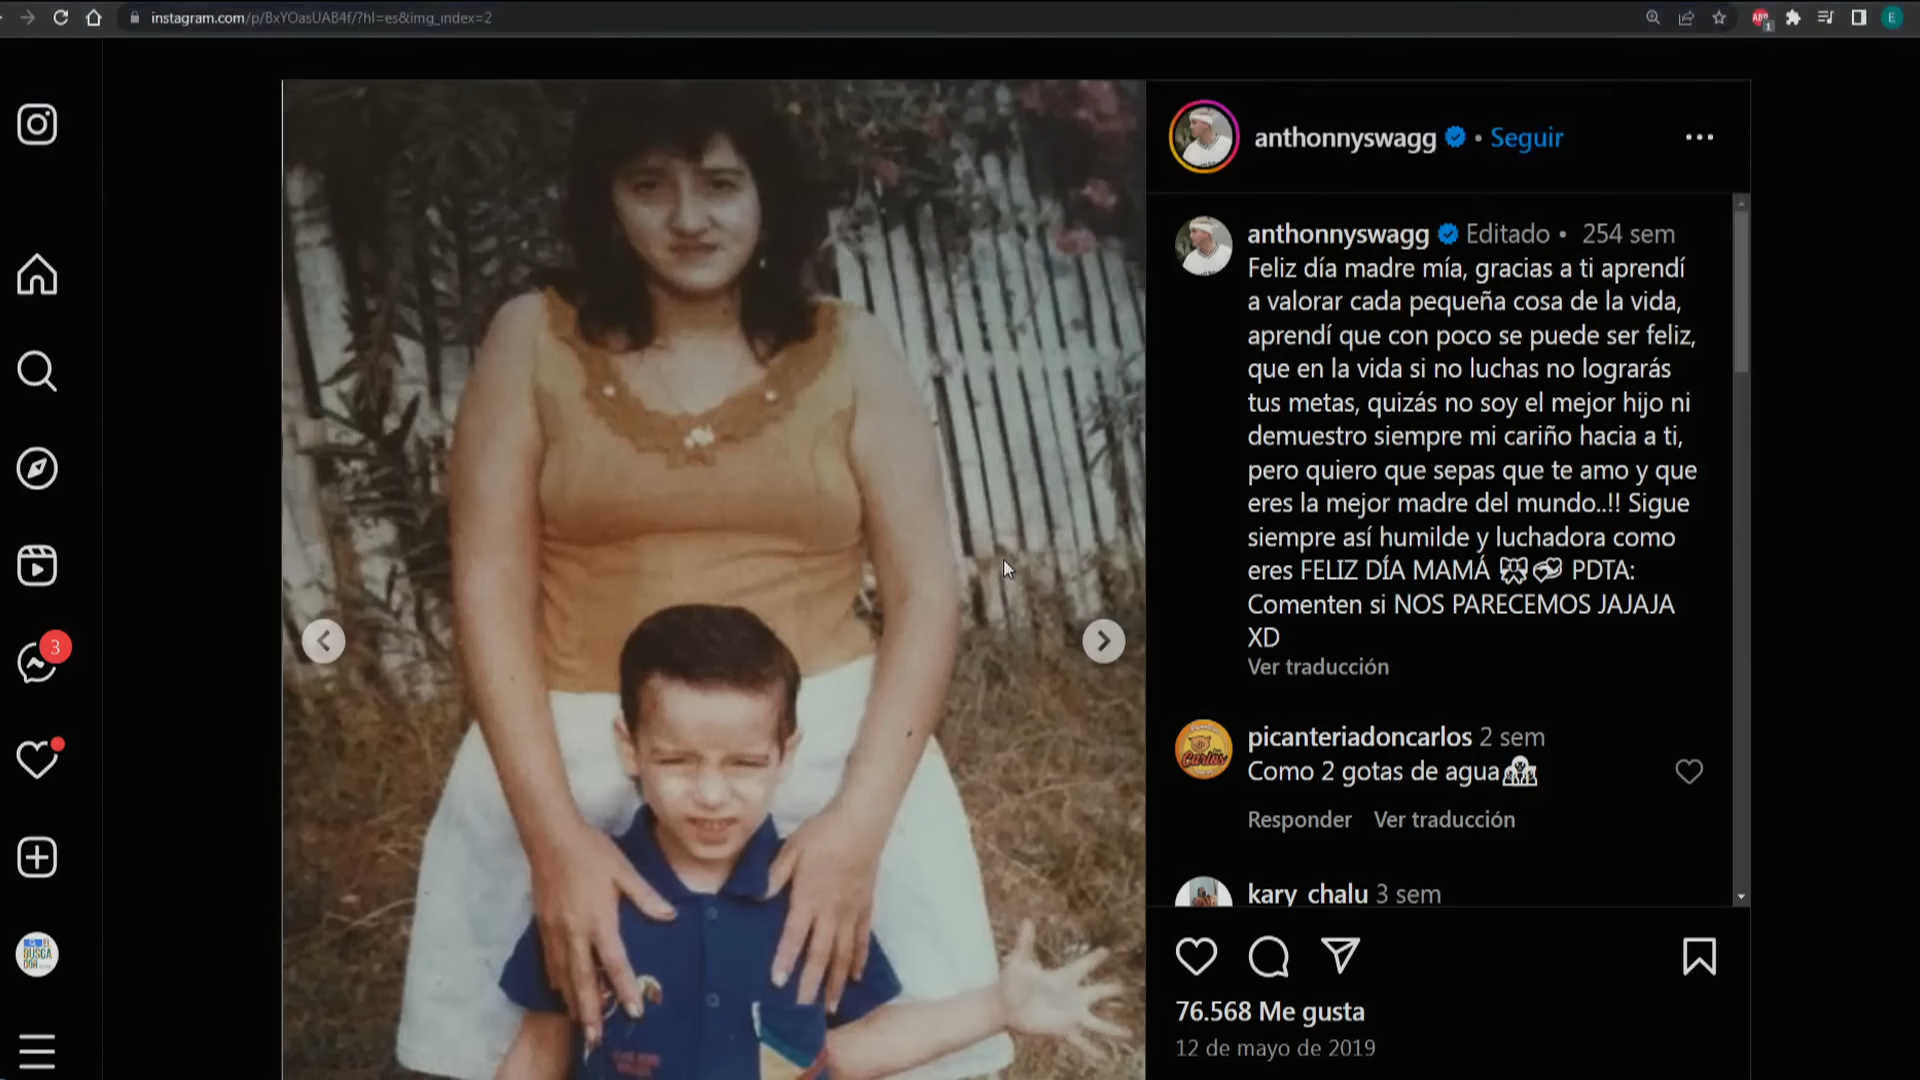 instagram.com/p/BxYOasUAB4f/?hl=es&img_index=2
ABP
1
E
anthonnyswagg • Seguir
anthonnyswagg Editado • 254 sem
Feliz día madre mía, gracias a ti aprendí
a valorar cada pequeña cosa de la vida,
aprendí que con poco se puede ser feliz,
que en la vida si no luchas no lograrás
tus metas, quizás no soy el mejor hijo ni
demuestro siempre mi cariño hacia a ti,
pero quiero que sepas que te amo y que
eres la mejor madre del mundo..!! Sigue
siempre así humilde y luchadora como
eres FELIZ DÍA MAMÁ PDTA:
Comenten si NOS PARECEMOS JAJAJA
XD
Ver traducción
3
Carlos
picanteriadoncarlos 2 sem
Como 2 gotas de agua
Responder Ver traducción
kary_chalu 3 sem
BUSCA
DOR
76.568 Me gusta
12 de mayo de 2019